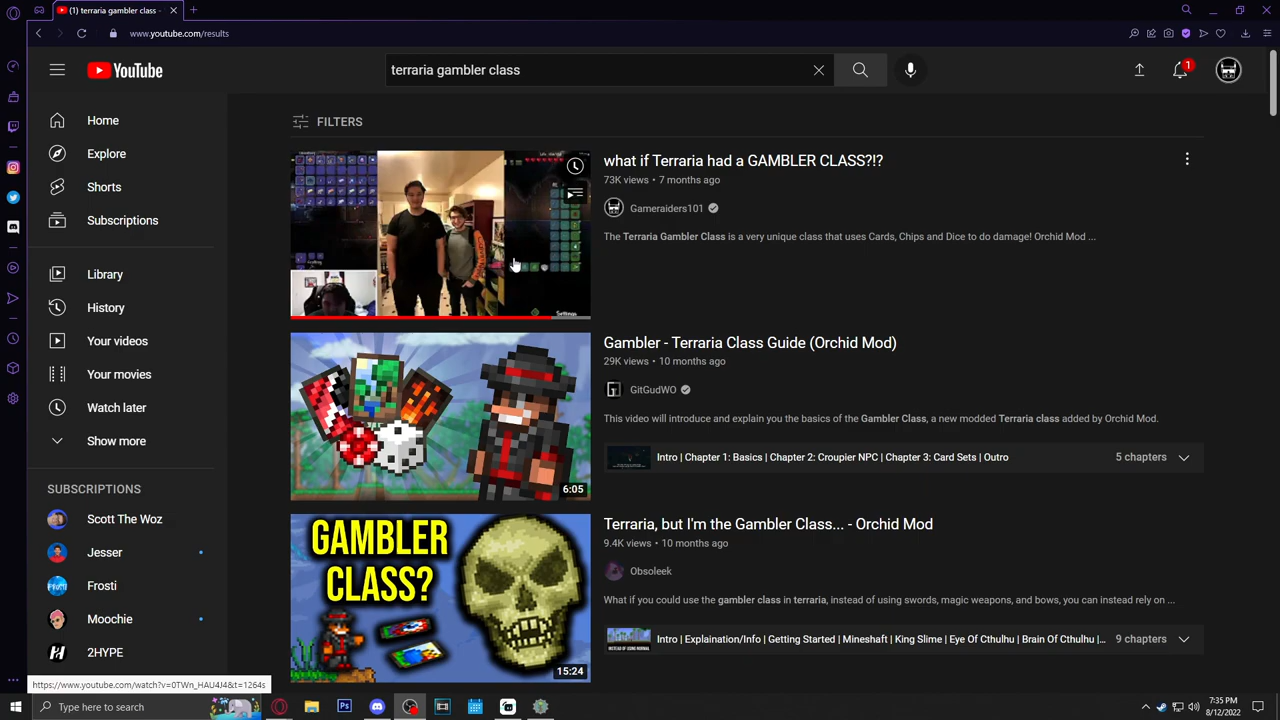 (1) terraria gambler class -
www.youtube.com/results
YouTube
terraria gambler class
1
Home
Explore
Shorts
Subscriptions
Library
History
Your videos
Your movies
Watch later
Show more
SUBSCRIPTIONS
Scott The Woz
Jesser
Frosti
Moochie
2HYPE
FILTERS
what if Terraria had a GAMBLER CLASS?!?
73K views • 7 months ago
Gameraiders101
The Terraria Gambler Class is a very unique class that uses Cards, Chips and Dice to do damage! Orchid Mod ...
Settings
Gambler - Terraria Class Guide (Orchid Mod)
29K views • 10 months ago
GitGudWO
This video will introduce and explain you the basics of the Gambler Class, a new modded Terraria class added by Orchid Mod.
Intro | Chapter 1: Basics | Chapter 2: Croupier NPC | Chapter 3: Card Sets | Outro
5 chapters
6:05
Terraria, but I'm the Gambler Class... - Orchid Mod
9.4K views • 10 months ago
Obsoleek
What if you could use the gambler class in terraria, instead of using swords, magic weapons, and bows, you can instead rely on ...
Intro | Explanation/Info | Getting Started | Mineshaft | King Slime | Eye Of Cthulhu | Brain Of Cthulhu |...
9 chapters
GAMBLER
CLASS?
15:24
https://www.youtube.com/watch?v=0TWn_HAU4J4&t=1264s
Type here to search
Ps
7:35 PM
8/12/2022